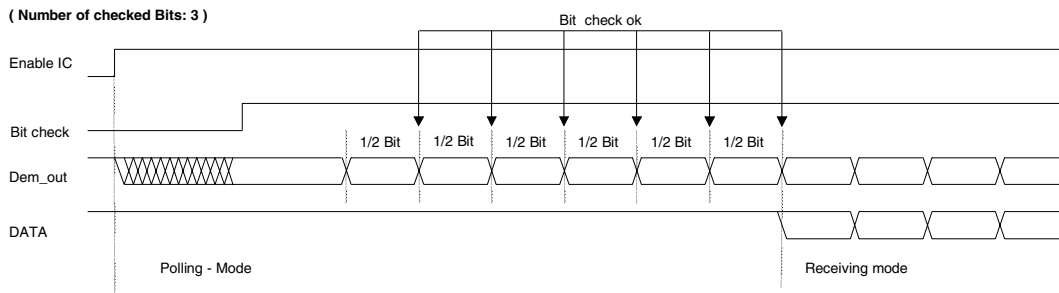 ( Number of checked Bits: 3 )
Bit check ok
Enable IC
Bit check
1/2 Bit 1/2 Bit 1/2 Bit 1/2 Bit 1/2 Bit 1/2 Bit
Dem_out
DATA
Polling - Mode Receiving mode